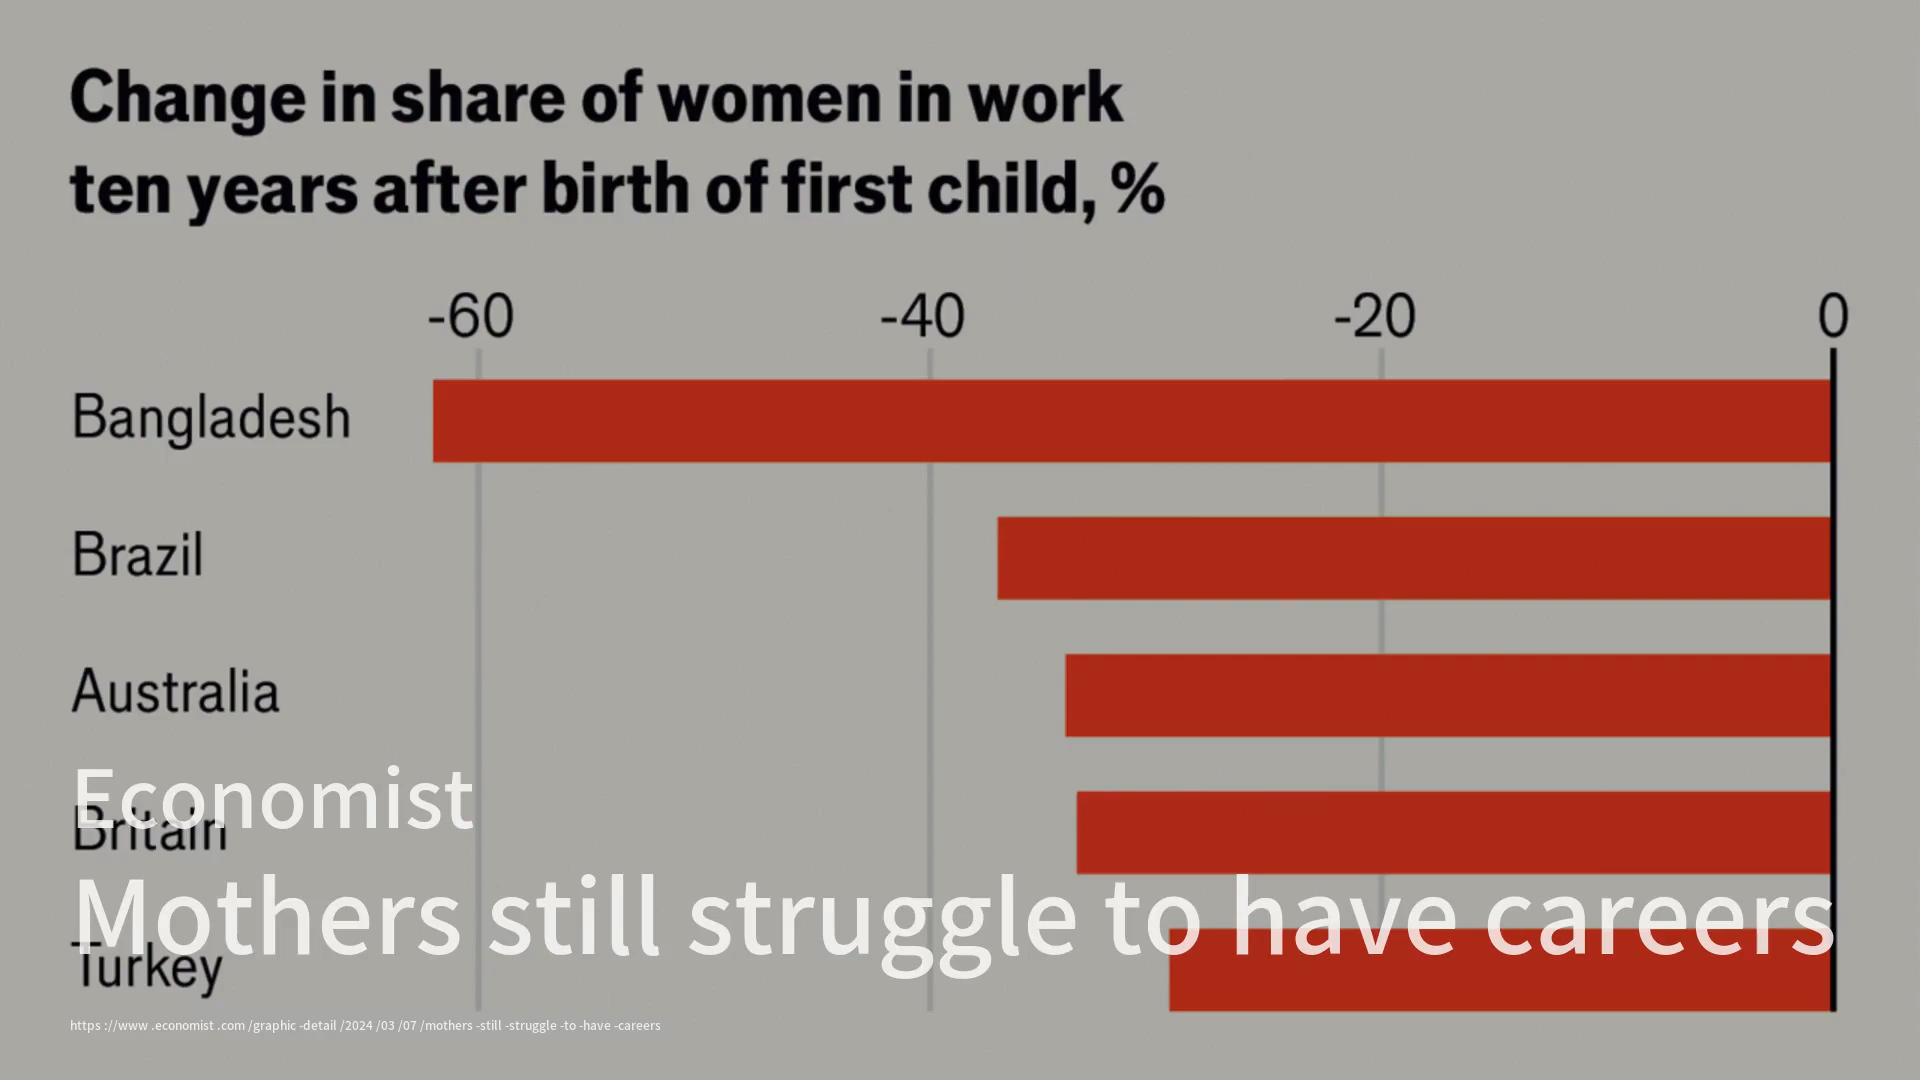 Change in share of women in work
ten years after birth of first child, %
-60 -40 -20 0
Bangladesh
Brazil
Australia
Economist
Britain
Mothers still struggle to have careers
Turkey
https ://www .economist .com /graphic -detail /2024 /03 /07 /mothers -still -struggle -to -have -careers